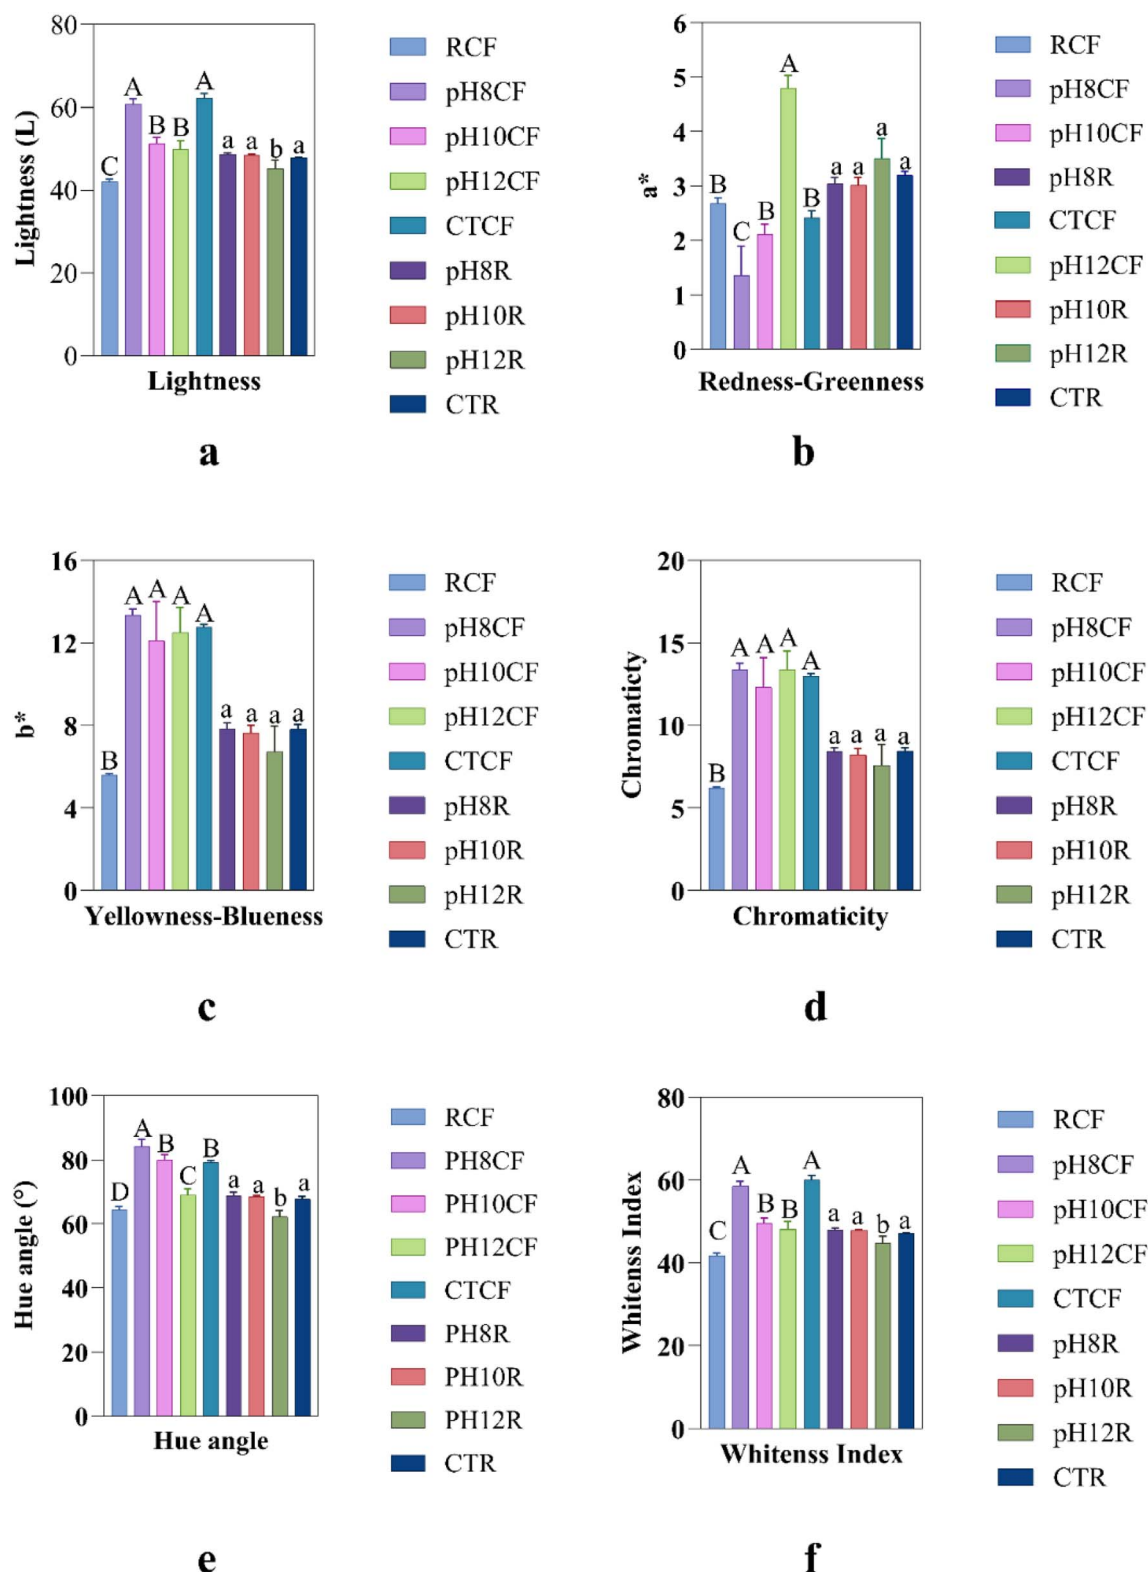 80
60
40
20
0
Lightness (L)
C
A
B
B
A
a
a
b
a
Lightness
RCF
pH8CF
pH10CF
pH12CF
CTCF
pH8R
pH10R
pH12R
CTR
a
6
5
4
3
2
1
0
a*
B
C
B
A
B
a
a
a
a
Redness-Greenness
RCF
pH8CF
pH10CF
pH8R
CTCF
pH12CF
pH10R
pH12R
CTR
b
16
12
8
4
0
b*
B
A
A
A
A
a
a
a
a
Yellowness-Blueness
RCF
pH8CF
pH10CF
pH12CF
CTCF
pH8R
pH10R
pH12R
CTR
c
20
15
10
5
0
Chromaticty
B
A
A
A
A
a
a
a
a
Chromaticity
RCF
pH8CF
pH10CF
pH12CF
CTCF
pH8R
pH10R
pH12R
CTR
d
100
80
60
40
20
0
Hue angle (°)
D
A
B
C
B
a
a
b
a
Hue angle
RCF
PH8CF
PH10CF
PH12CF
CTCF
PH8R
PH10R
PH12R
CTR
e
80
60
40
20
0
Whitenss Index
C
A
B
B
A
a
a
b
a
Whitenss Index
RCF
pH8CF
pH10CF
pH12CF
CTCF
pH8R
pH10R
pH12R
CTR
f